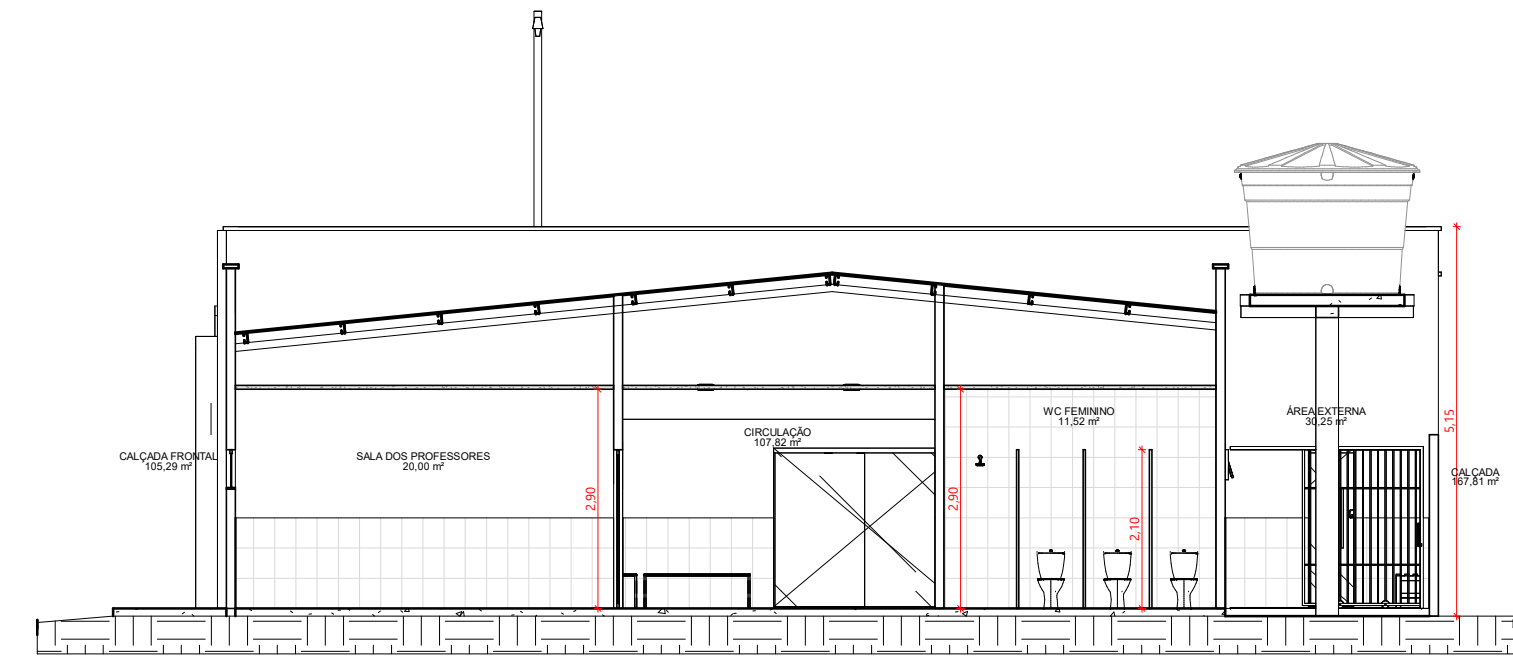 CALÇADA FRONTAL
105,29 m²
SALA DOS PROFESSORES
20,00 m²
2,90
CIRCULAÇÃO
107,82 m²
2,90
WC FEMININO
11,52 m²
2,10
ÁREA EXTERNA
30,25 m²
5,15
CALÇADA
167,81 m²